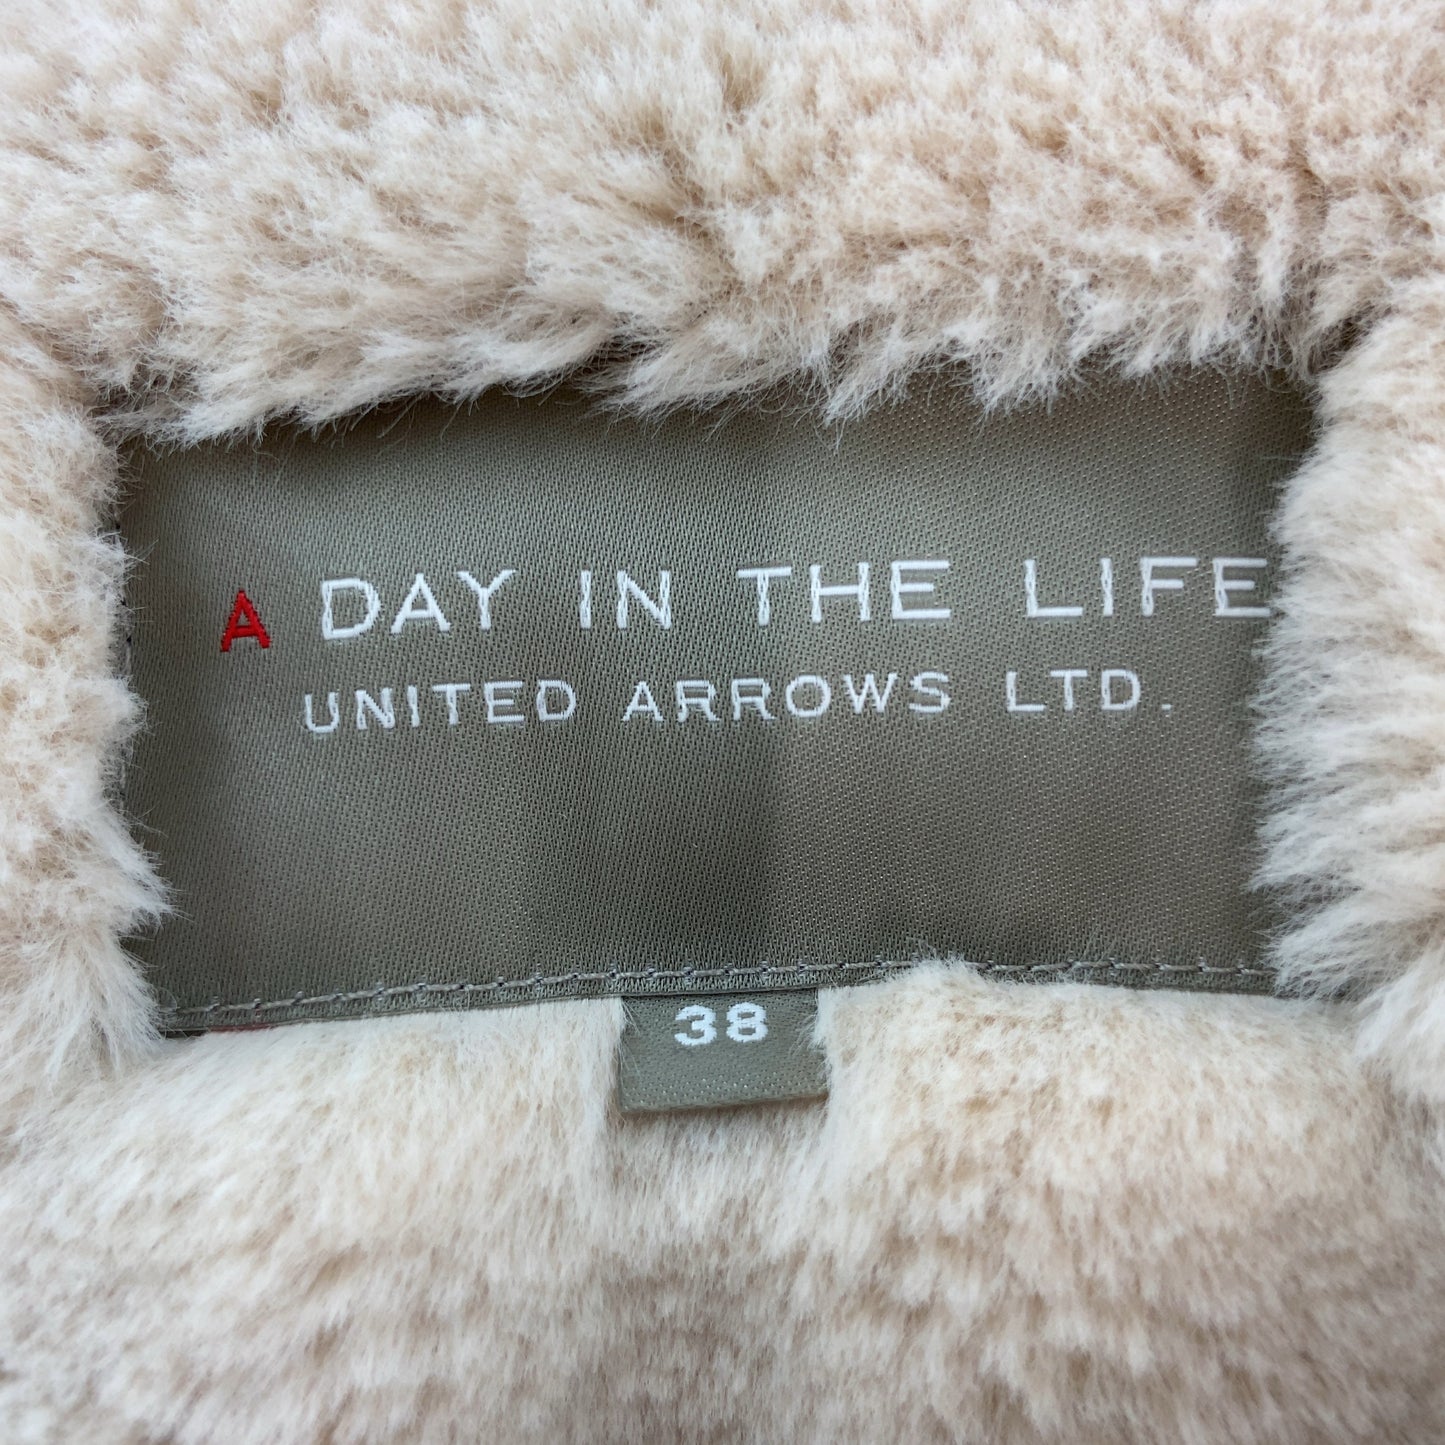 A DAY IN THE LIFE
UNITED ARROWS LTD.
38